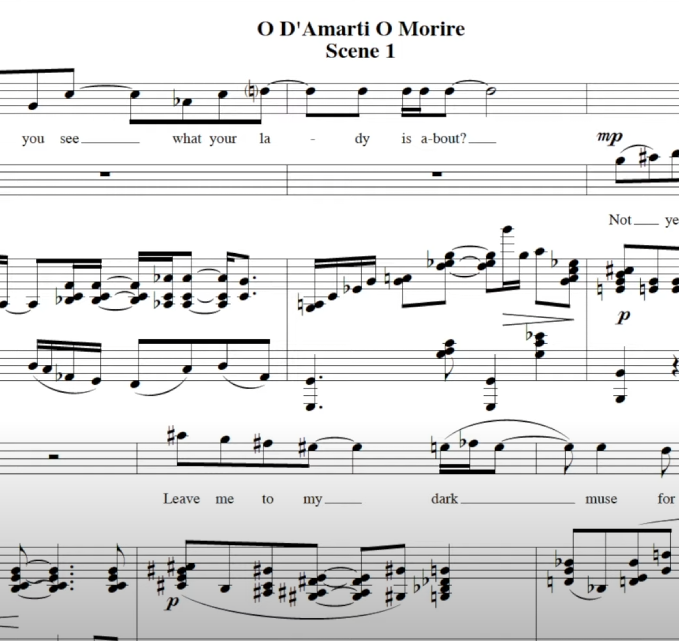 O D'Amarti O Morire
Scene 1
you see what your la - dy is a-bout?
mp
Not ye
p
Leave me to my dark muse for
p